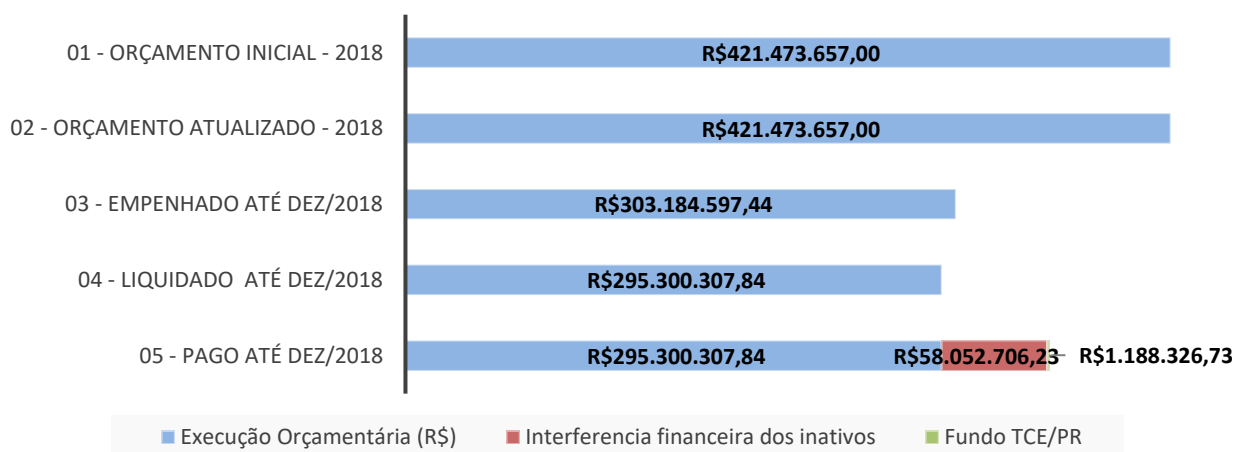 01 - ORÇAMENTO INICIAL - 2018
R$421.473.657,00
02 - ORÇAMENTO ATUALIZADO - 2018
R$421.473.657,00
03 - EMPENHADO ATÉ DEZ/2018
R$303.184.597,44
04 - LIQUIDADO ATÉ DEZ/2018
R$295.300.307,84
05 - PAGO ATÉ DEZ/2018
R$295.300.307,84
R$58.052.706,23
R$1.188.326,73
Execução Orçamentária (R$)
Interferencia financeira dos inativos
Fundo TCE/PR